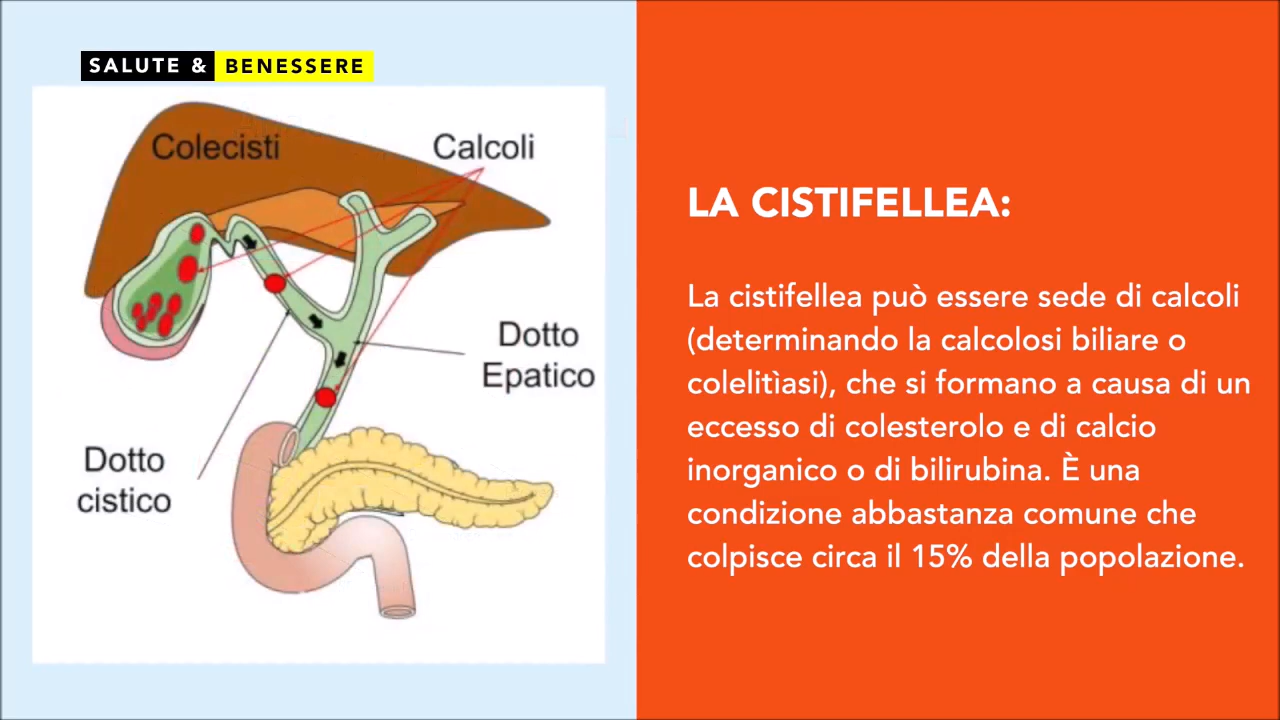 SALUTE & BENESSERE
Colecisti
Calcoli
Dotto
Epatico
Dotto
cistico
LA CISTIFELLEA:
La cistifellea può essere sede di calcoli
(determinando la calcolosi biliare o
colelitìasi), che si formano a causa di un
eccesso di colesterolo e di calcio
inorganico o di bilirubina. È una
condizione abbastanza comune che
colpisce circa il 15% della popolazione.